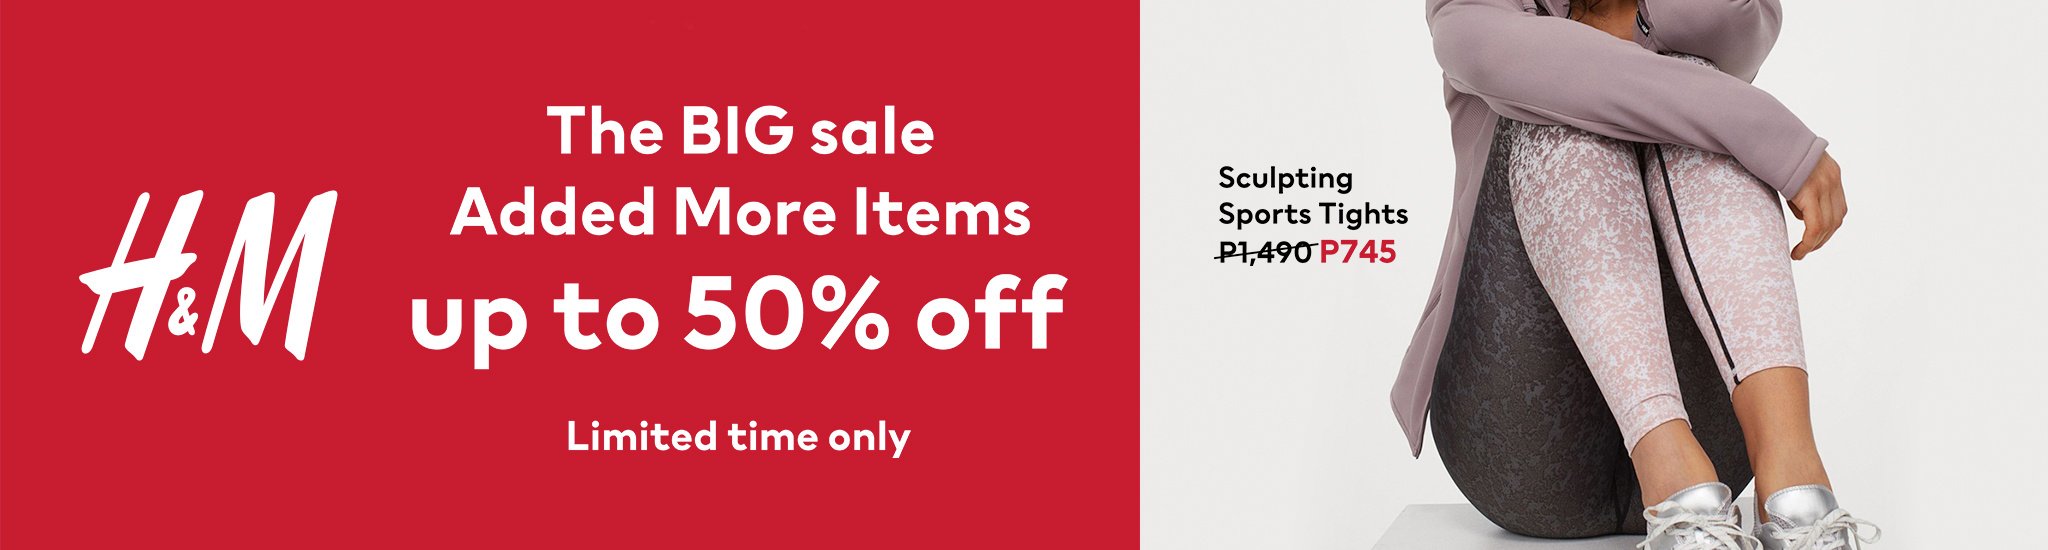 H&M
The BIG sale
Added More Items
up to 50% off
Limited time only
Sculpting
Sports Tights
P1,490 P745